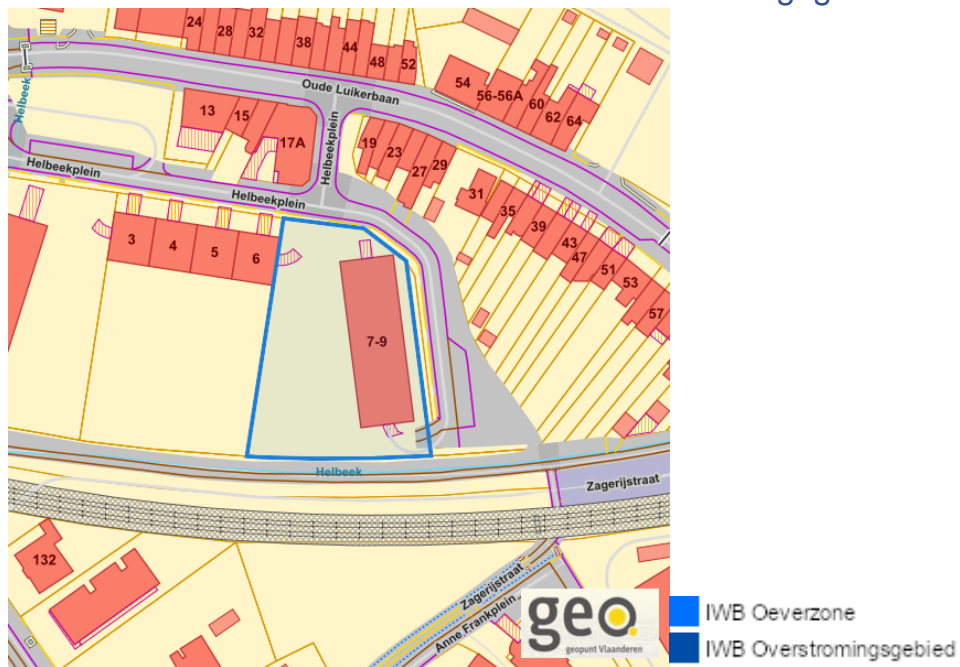 24
28
32
38
44
48
52
54
56-56A
60
62
64
Oude Luikerbaan
Helbeek
13
15
17A
Helbeekplein
19
23
27
29
31
35
39
43
47
51
53
57
Helbeekplein
Helbeekplein
3
4
5
6
7-9
Helbeek
Zagerijstraat
132
Zagerijstraat
Anne Frankplein
geo.
geopunt Vlaanderen
IWB Oeverzone
IWB Overstromingsgebied